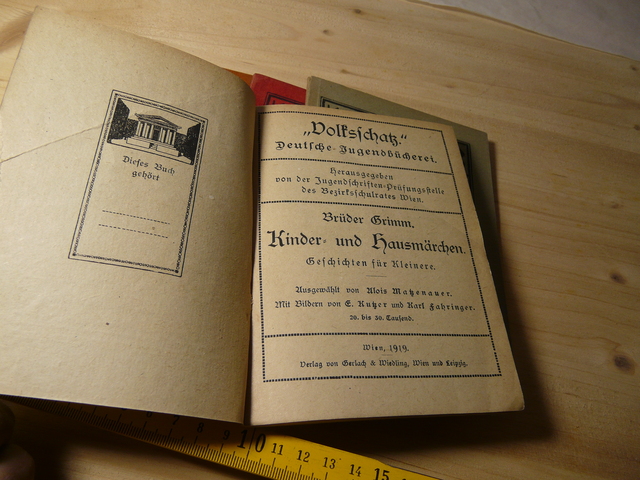 Dieses Buch
gehört
„Volksschatz."
Deutsche Jugendbücherei.
Herausgegeben
von der Jugendschriften-Prüfungsstelle
des Bezirksschulrates Wien.
Brüder Grimm.
Kinder- und Hausmärchen.
Geschichten für Kleinere.
Ausgewählt von Alois Matzenauer.
Mit Bildern von E. Kutzer und Karl Fahringer.
26. bis 30. Tausend.
Wien, 1919.
Verlag von Gerlach & Wiedling, Wien und Leipzig.
10 11 12 13 14 15